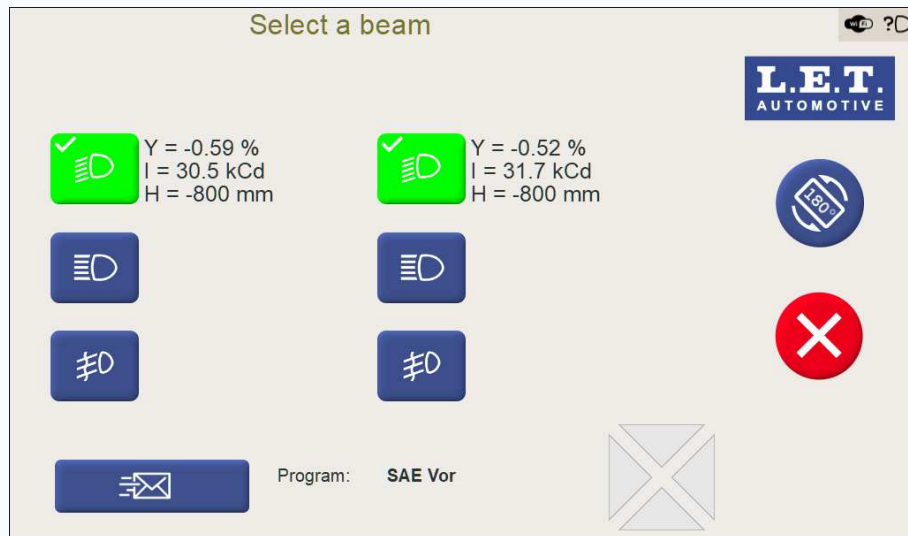 Select a beam
WiFi ?
L.E.T.
AUTOMOTIVE
Y = -0.59 %
I = 30.5 kCd
H = -800 mm
Y = -0.52 %
I = 31.7 kCd
H = -800 mm
180°
Program: SAE Vor